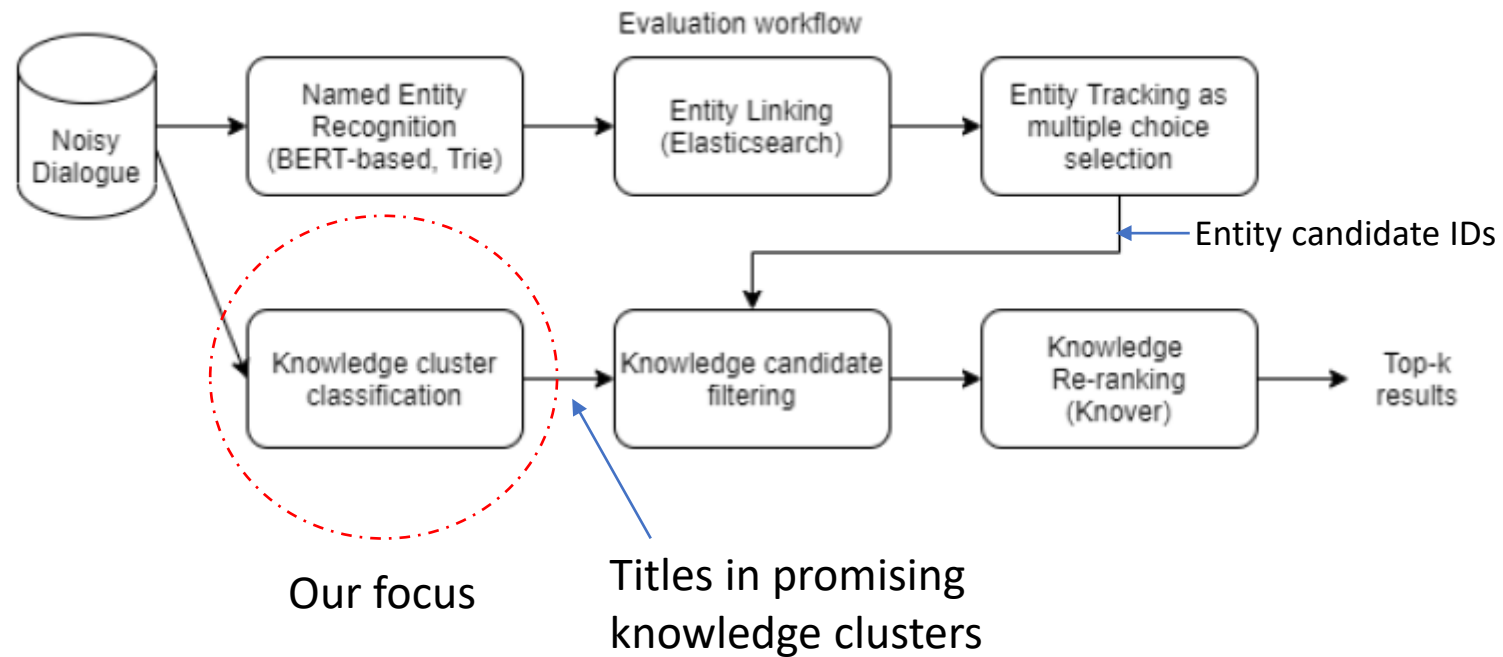 Evaluation workflow
Noisy
Dialogue
Named Entity
Recognition
(BERT-based, Trie)
Entity Linking
(Elasticsearch)
Entity Tracking as
multiple choice
selection
Entity candidate IDs
Knowledge cluster
classification
Knowledge candidate
filtering
Knowledge
Re-ranking
(Knover)
Top-k
results
Our focus
Titles in promising
knowledge clusters